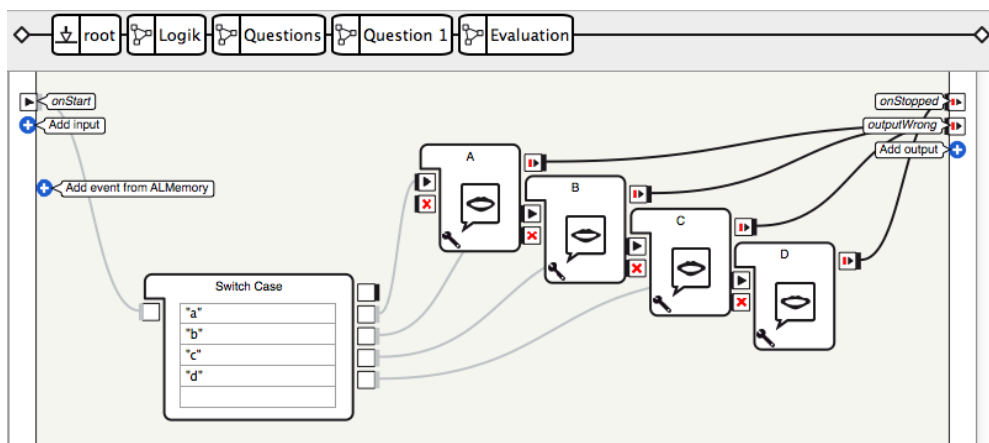 root Logik Questions Question 1 Evaluation
onStart
onStopped
Add input
outputWrong
Add output
Add event from ALMemory
A
B
C
D
Switch Case
"a"
"b"
"c"
"d"